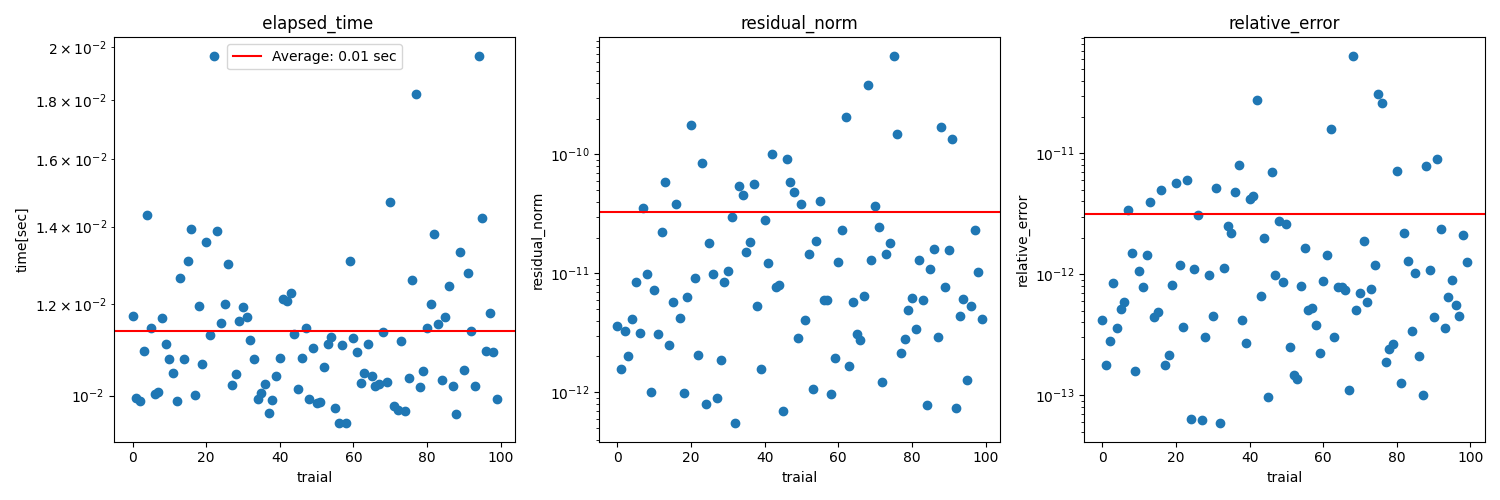 elapsed_time
2 × 10⁻²
1.8 × 10⁻²
1.6 × 10⁻²
1.4 × 10⁻²
1.2 × 10⁻²
10⁻²
time[sec]
Average: 0.01 sec
0 20 40 60 80 100
traial
residual_norm
10⁻¹⁰
10⁻¹¹
10⁻¹²
residual_norm
0 20 40 60 80 100
traial
relative_error
10⁻¹¹
10⁻¹²
10⁻¹³
relative_error
0 20 40 60 80 100
traial